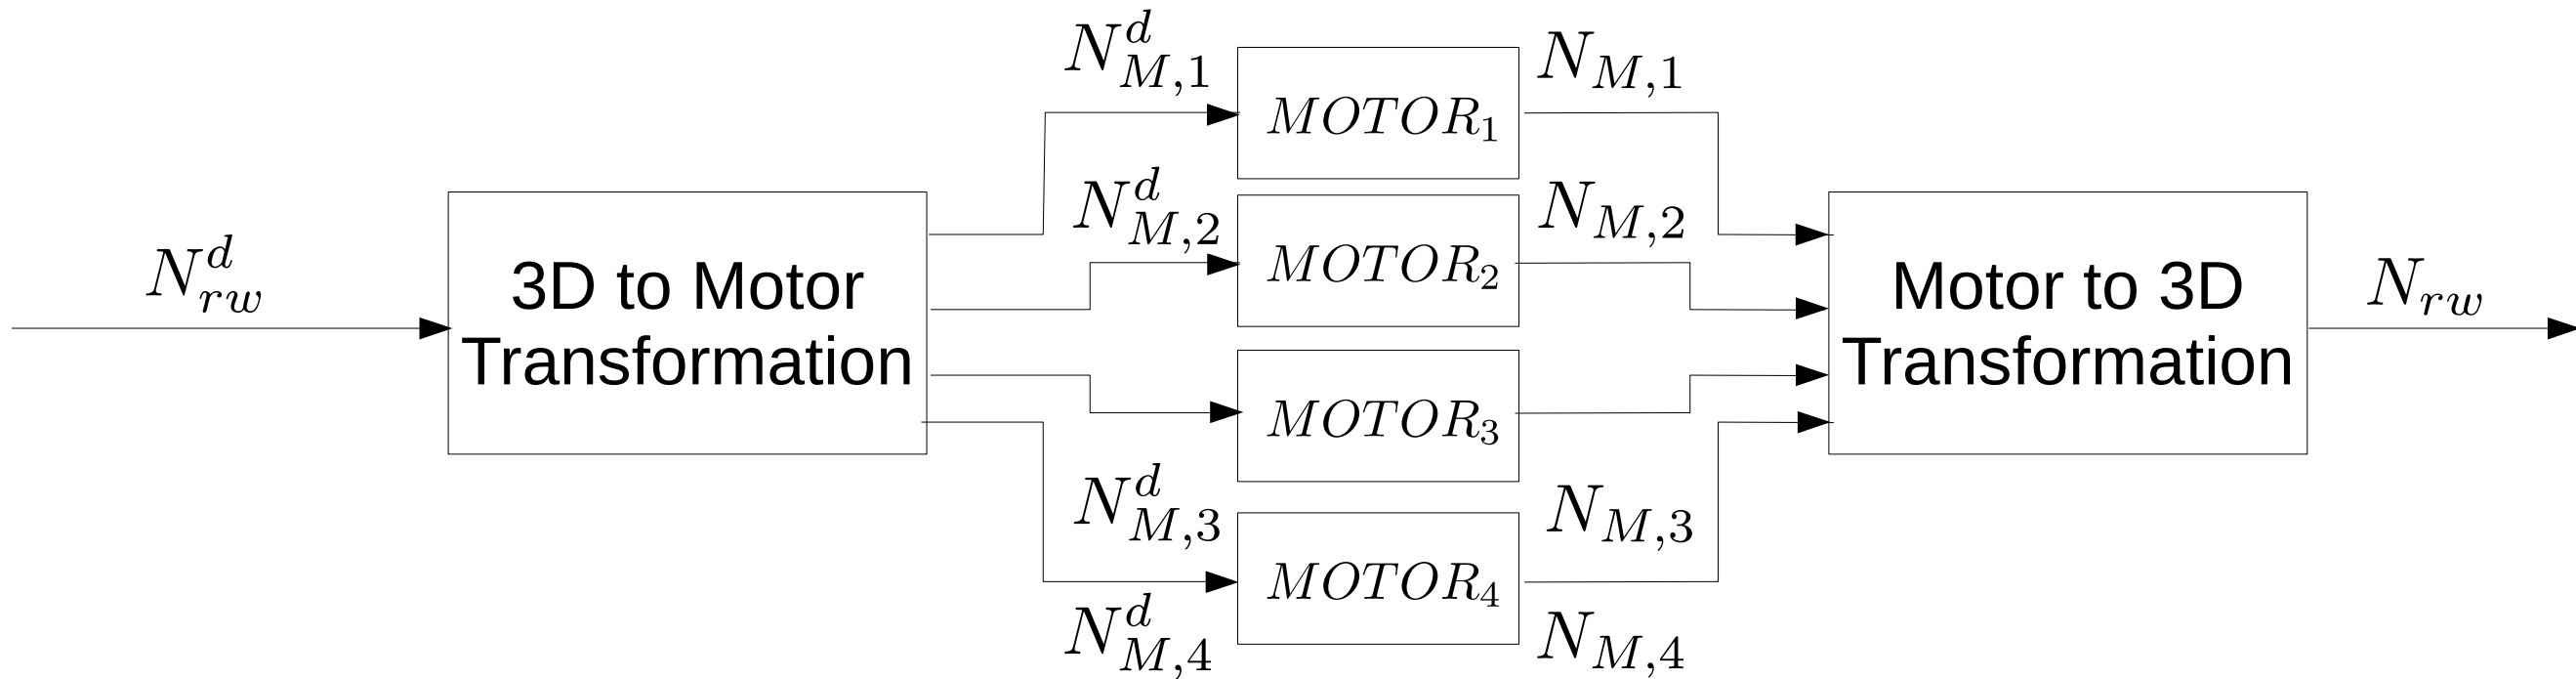 N^d_{rw}
3D to Motor
Transformation
N^d_{M,1}
N^d_{M,2}
N^d_{M,3}
N^d_{M,4}
MOTOR_1
MOTOR_2
MOTOR_3
MOTOR_4
N_{M,1}
N_{M,2}
N_{M,3}
N_{M,4}
Motor to 3D
Transformation
N_{rw}